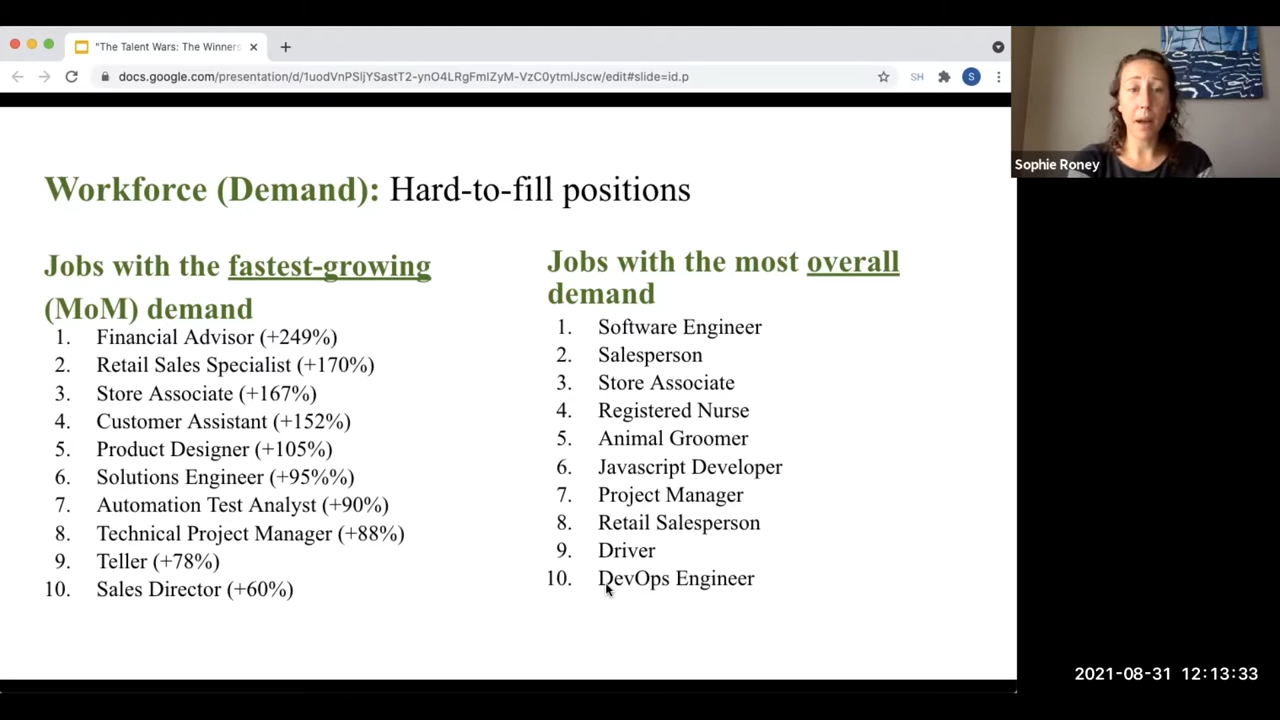 "The Talent Wars: The Winners
docs.google.com/presentation/d/1uodVnPSljYSastT2-ynO4LRgFmIZyM-VzC0ytmlJscw/edit#slide=id.p
SH
S
Sophie Roney
Workforce (Demand): Hard-to-fill positions
Jobs with the fastest-growing
(MoM) demand
1. Financial Advisor (+249%)
2. Retail Sales Specialist (+170%)
3. Store Associate (+167%)
4. Customer Assistant (+152%)
5. Product Designer (+105%)
6. Solutions Engineer (+95%%)
7. Automation Test Analyst (+90%)
8. Technical Project Manager (+88%)
9. Teller (+78%)
10. Sales Director (+60%)
Jobs with the most overall
demand
1. Software Engineer
2. Salesperson
3. Store Associate
4. Registered Nurse
5. Animal Groomer
6. Javascript Developer
7. Project Manager
8. Retail Salesperson
9. Driver
10. DevOps Engineer
2021-08-31 12:13:33